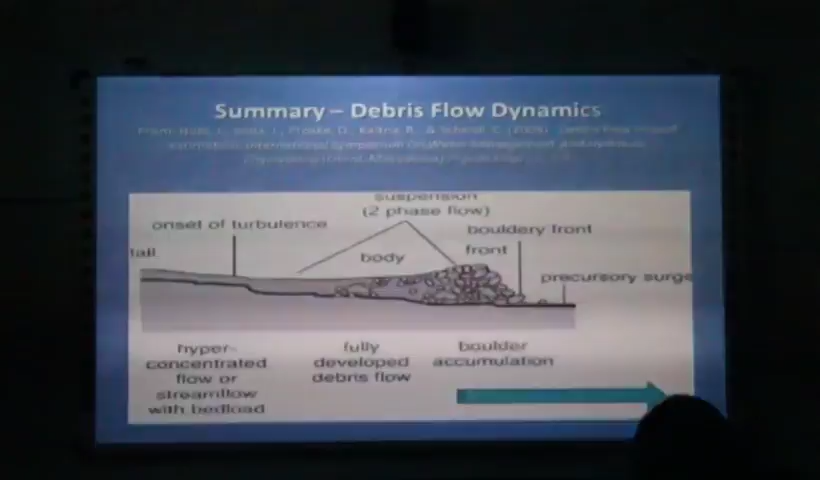 Summary – Debris Flow Dynamics
suspension
(2 phase flow)
onset of turbulence
bouldery front
tail
body
front
precursory surge
hyper-
concentrated
flow or
streamflow
with bedload
fully
developed
debris flow
boulder
accumulation